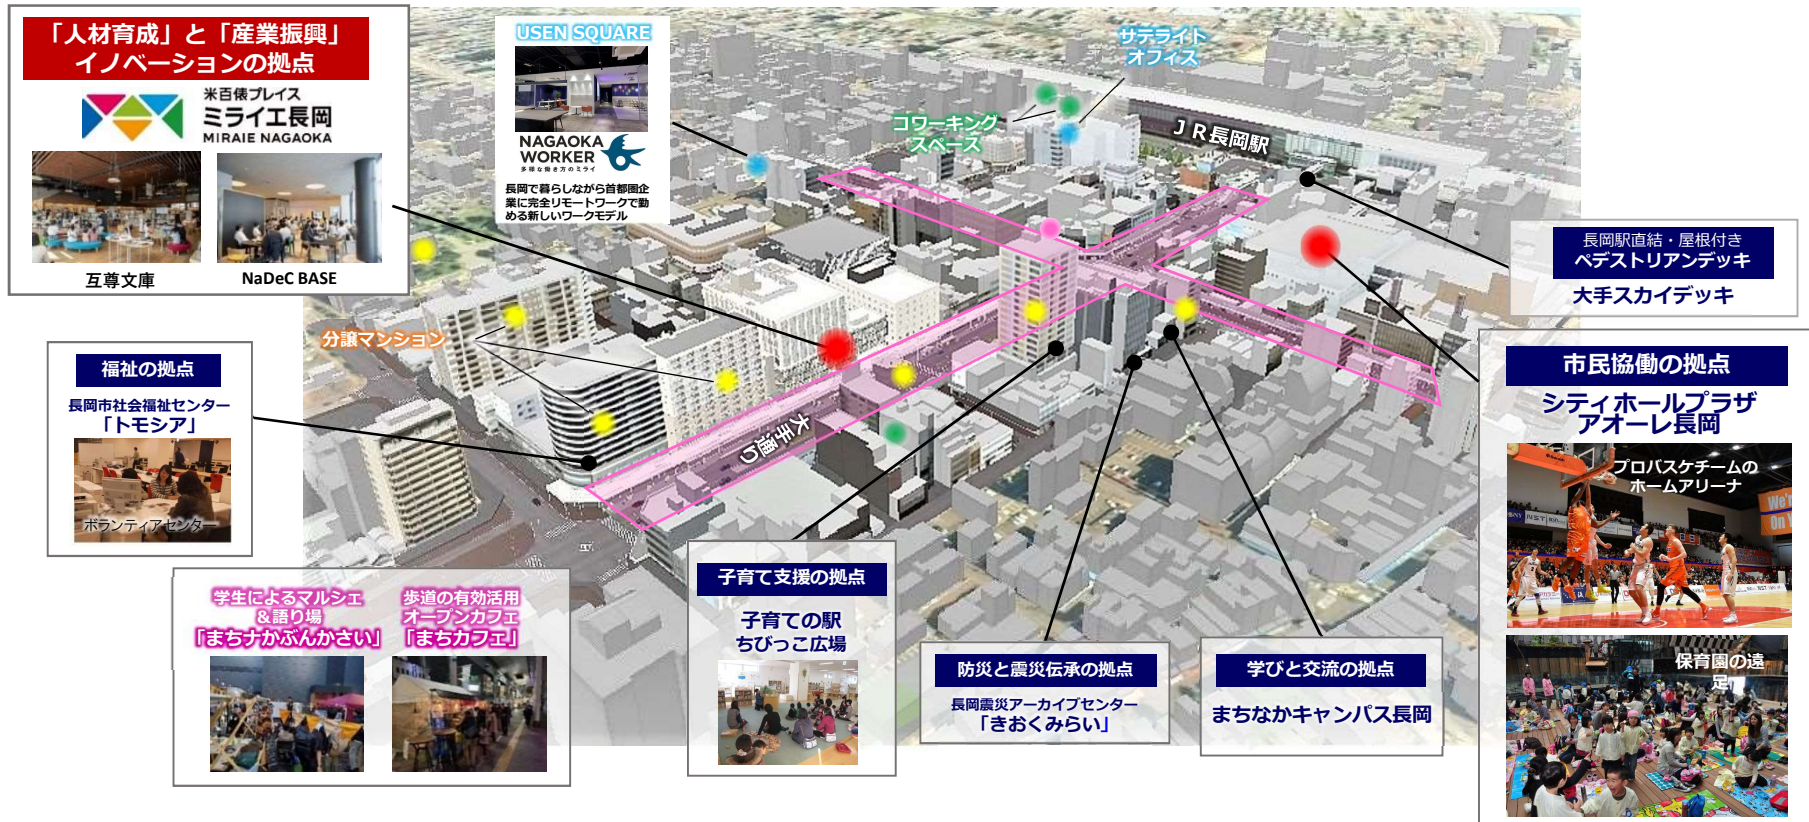 「人材育成」と「産業振興」
イノベーションの拠点
米百俵プレイス
ミライエ長岡
MIRAIE NAGAOKA
互尊文庫
NaDeC BASE
USEN SQUARE
NAGAOKA
WORKER
多様な働き方のミライ
長岡で暮らしながら首都圏企
業に完全リモートワークで勤
める新しいワークモデル
サテライト
オフィス
コワーキング
スペース
JR長岡駅
長岡駅直結・屋根付き
ペデストリアンデッキ
大手スカイデッキ
分譲マンション
大手通り
福祉の拠点
長岡市社会福祉センター
「トモシア」
ボランティアセンター
市民協働の拠点
シティホールプラザ
アオーレ長岡
プロバスケチームの
ホームアリーナ
We're
On Y
NST
保育園の遠
足
学生によるマルシェ
&語り場
「まちナかぶんかさい」
歩道の有効活用
オープンカフェ
「まちカフェ」
子育て支援の拠点
子育ての駅
ちびっこ広場
防災と震災伝承の拠点
長岡震災アーカイブセンター
「きおくみらい」
学びと交流の拠点
まちなかキャンパス長岡